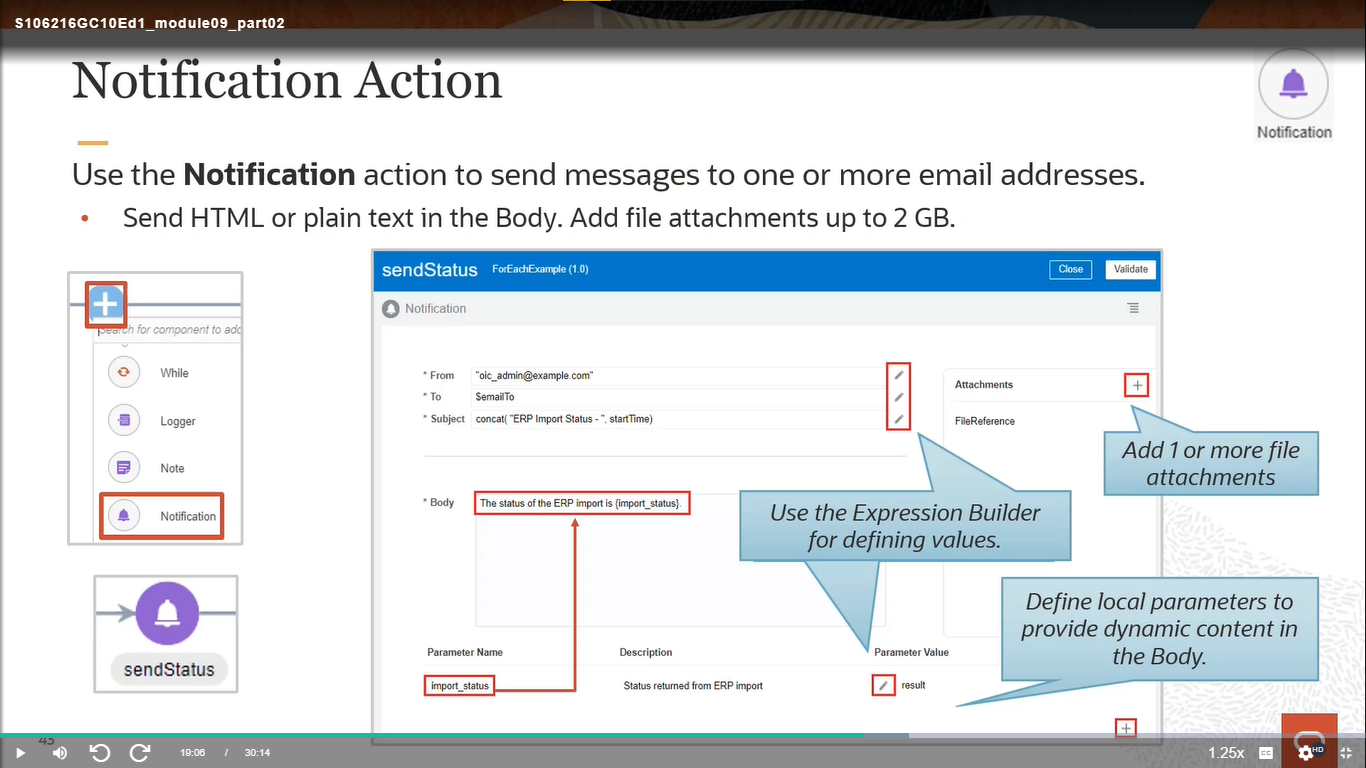 S106216GC10Ed1_module09_part02
Notification Action
Notification
Use the Notification action to send messages to one or more email addresses.
• Send HTML or plain text in the Body. Add file attachments up to 2 GB.
Search for component to add
While
Logger
Note
Notification
sendStatus
sendStatus ForEachExample (1.0) Close Validate
Notification
* From "oic_admin@example.com"
* To $emailTo
* Subject concat( "ERP Import Status - ", startTime)
Attachments
FileReference
Add 1 or more file
attachments
* Body The status of the ERP import is {import_status}.
Use the Expression Builder
for defining values.
Define local parameters to
provide dynamic content in
the Body.
Parameter Name Description Parameter Value
import_status Status returned from ERP import result
43
19:06 / 30:14 1.25x CC HD